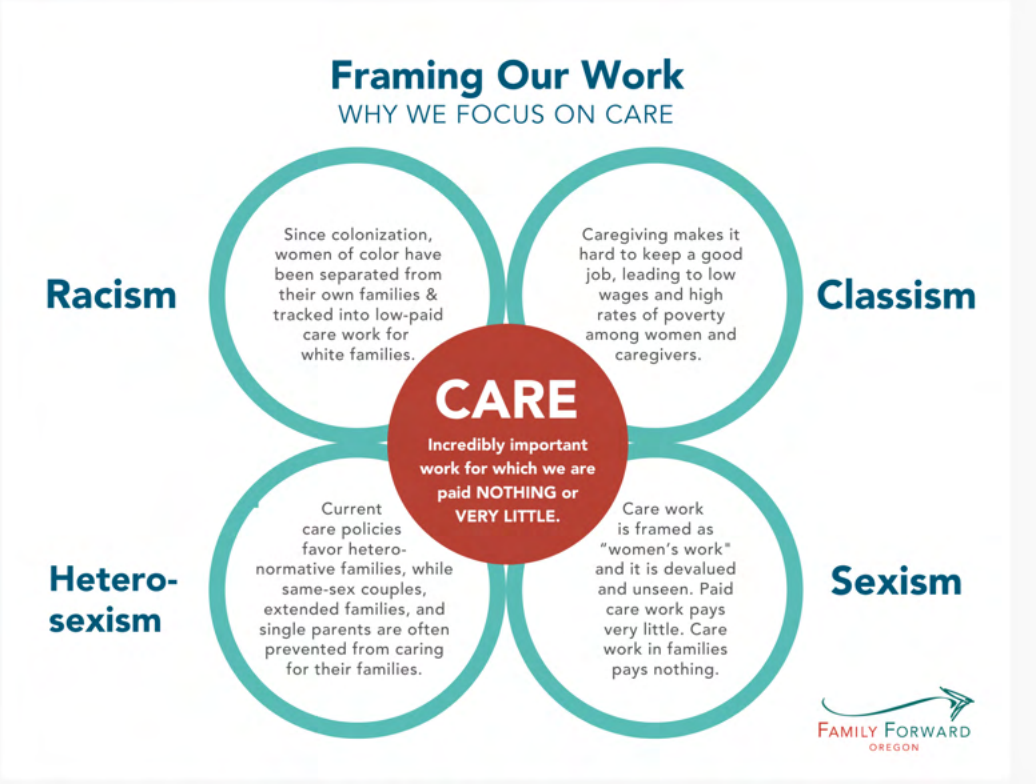 Framing Our Work
WHY WE FOCUS ON CARE
Racism
Since colonization,
women of color have
been separated from
their own families &
tracked into low-paid
care work for
white families.
Caregiving makes it
hard to keep a good
job, leading to low
wages and high
rates of poverty
among women and
caregivers.
Classism
CARE
Incredibly important
work for which we are
paid NOTHING or
VERY LITTLE.
Hetero-
sexism
Current
care policies
favor hetero-
normative families, while
same-sex couples,
extended families, and
single parents are often
prevented from caring
for their families.
Care work
is framed as
"women's work"
and it is devalued
and unseen. Paid
care work pays
very little. Care
work in families
pays nothing.
Sexism
FAMILY FORWARD
OREGON